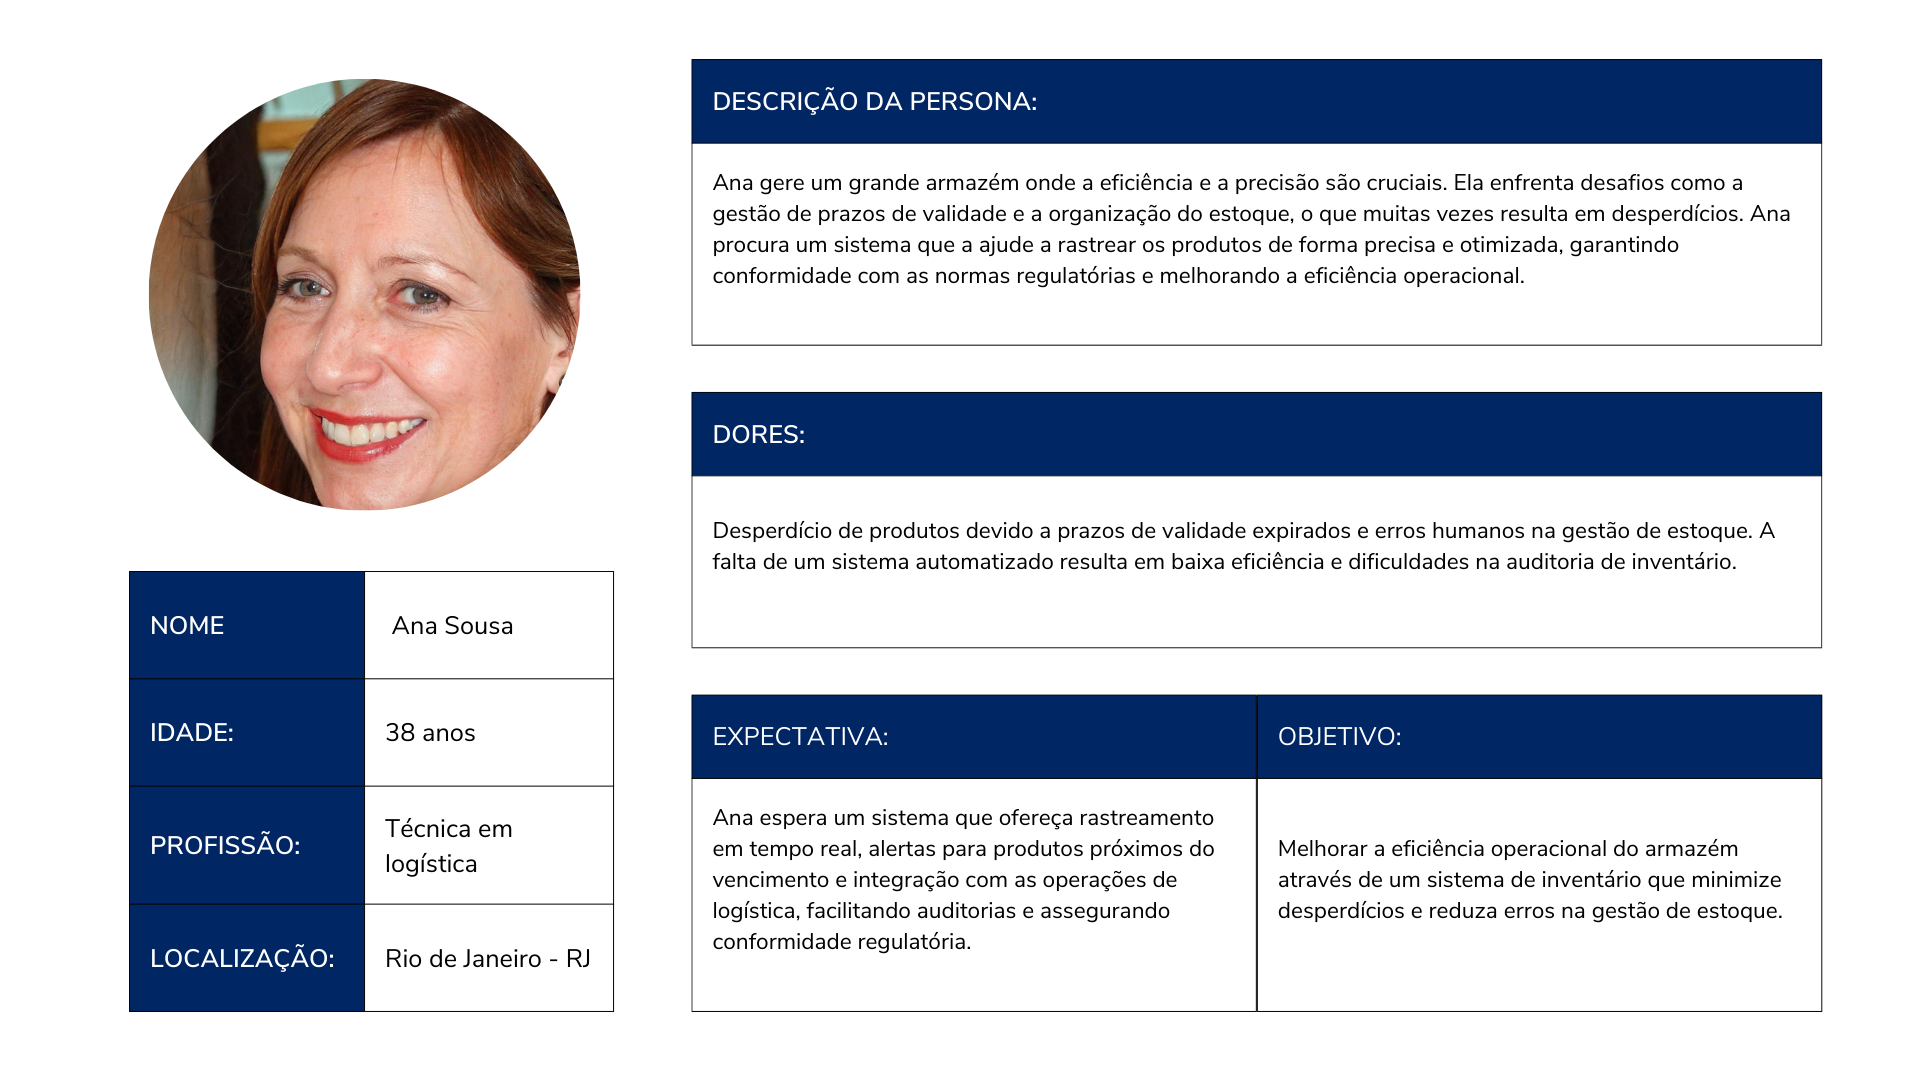 NOME
Ana Sousa
IDADE:
38 anos
PROFISSÃO:
Técnica em
logística
LOCALIZAÇÃO:
Rio de Janeiro - RJ
DESCRIÇÃO DA PERSONA:
Ana gere um grande armazém onde a eficiência e a precisão são cruciais. Ela enfrenta desafios como a
gestão de prazos de validade e a organização do estoque, o que muitas vezes resulta em desperdícios. Ana
procura um sistema que a ajude a rastrear os produtos de forma precisa e otimizada, garantindo
conformidade com as normas regulatórias e melhorando a eficiência operacional.
DORES:
Desperdício de produtos devido a prazos de validade expirados e erros humanos na gestão de estoque. A
falta de um sistema automatizado resulta em baixa eficiência e dificuldades na auditoria de inventário.
EXPECTATIVA:
Ana espera um sistema que ofereça rastreamento
em tempo real, alertas para produtos próximos do
vencimento e integração com as operações de
logística, facilitando auditorias e assegurando
conformidade regulatória.
OBJETIVO:
Melhorar a eficiência operacional do armazém
através de um sistema de inventário que minimize
desperdícios e reduza erros na gestão de estoque.